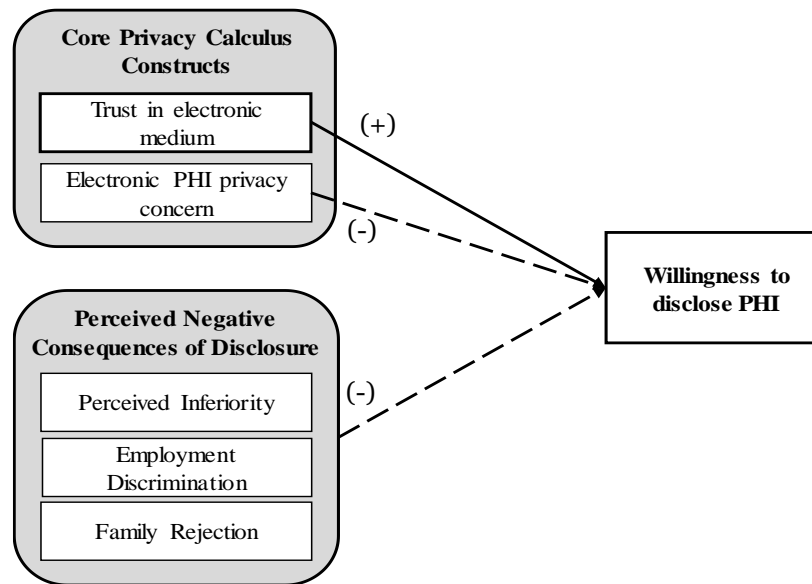 Core Privacy Calculus
Constructs
Trust in electronic
medium
(+)
Electronic PHI privacy
concern
(-)
Willingness to
disclose PHI
Perceived Negative
Consequences of Disclosure
(-)
Perceived Inferiority
Employment
Discrimination
Family Rejection